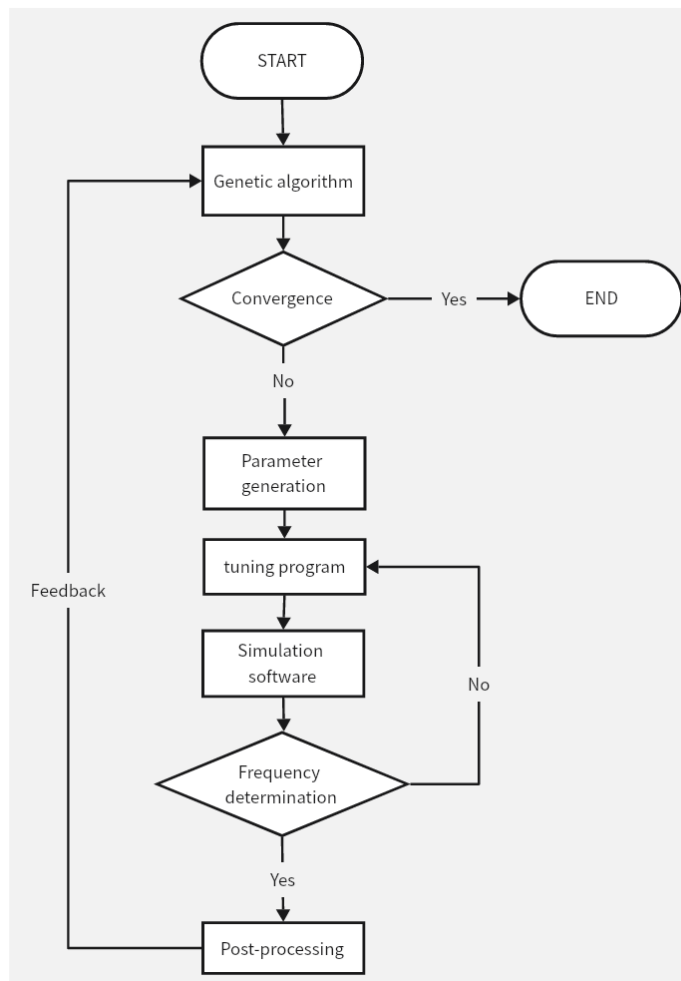 START
Genetic algorithm
Convergence
Yes
END
No
Parameter
generation
tuning program
Feedback
Simulation
software
No
Frequency
determination
Yes
Post-processing